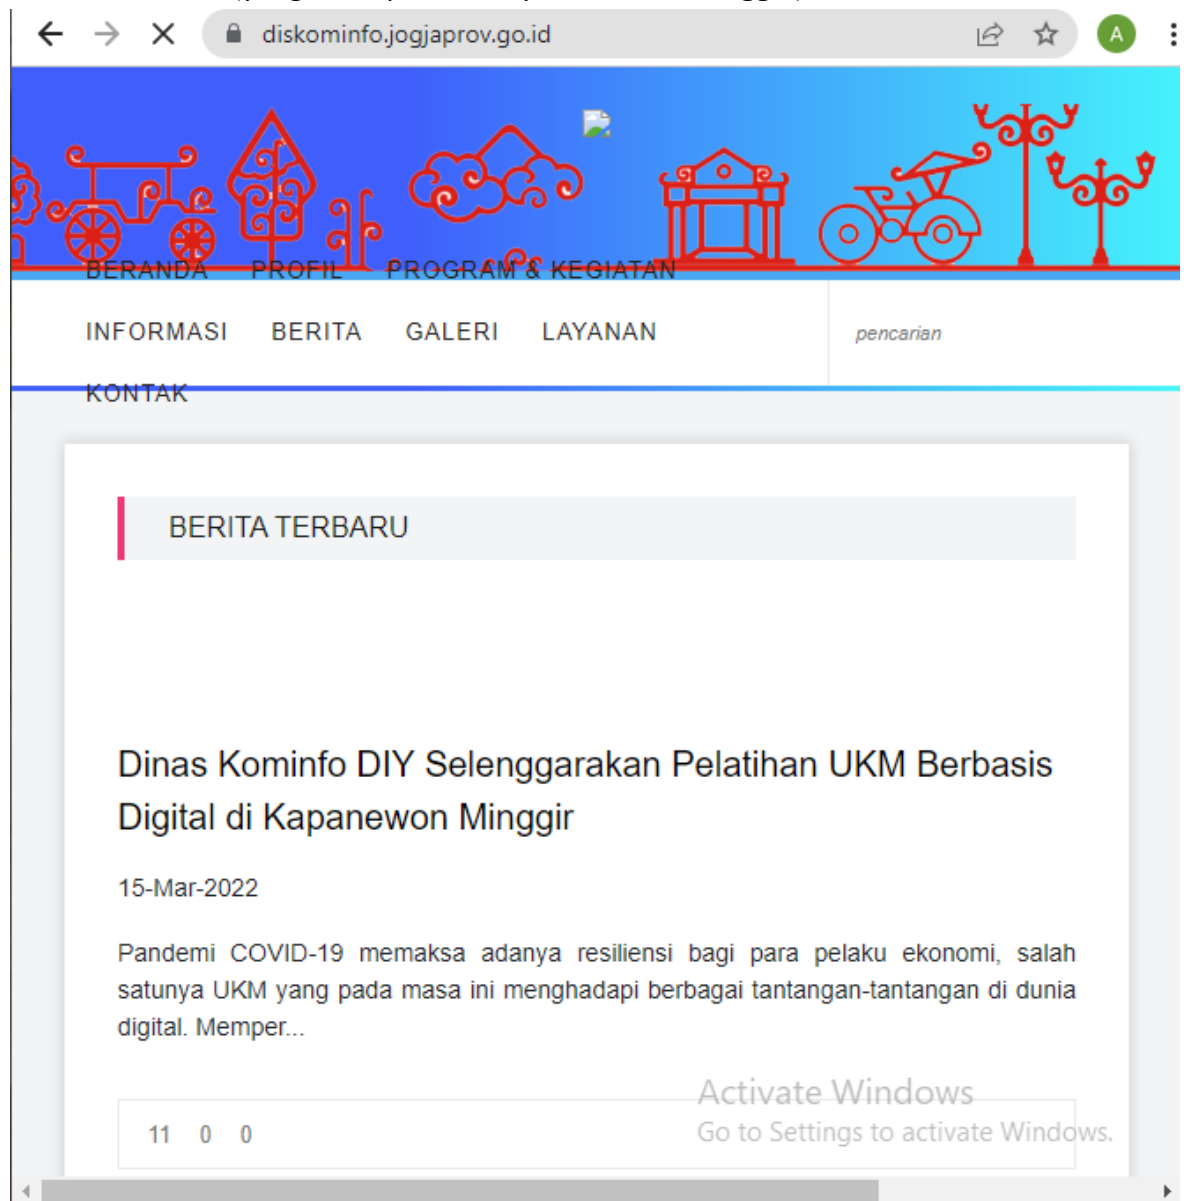 diskominfo.jogjaprov.go.id
A
BERANDA PROFIL PROGRAM & KEGIATAN
INFORMASI BERITA GALERI LAYANAN
pencarian
KONTAK
BERITA TERBARU
Dinas Kominfo DIY Selenggarakan Pelatihan UKM Berbasis
Digital di Kapanewon Minggir
15-Mar-2022
Pandemi COVID-19 memaksa adanya resiliensi bagi para pelaku ekonomi, salah
satunya UKM yang pada masa ini menghadapi berbagai tantangan-tantangan di dunia
digital. Memper...
11 0 0
Activate Windows
Go to Settings to activate Windows.